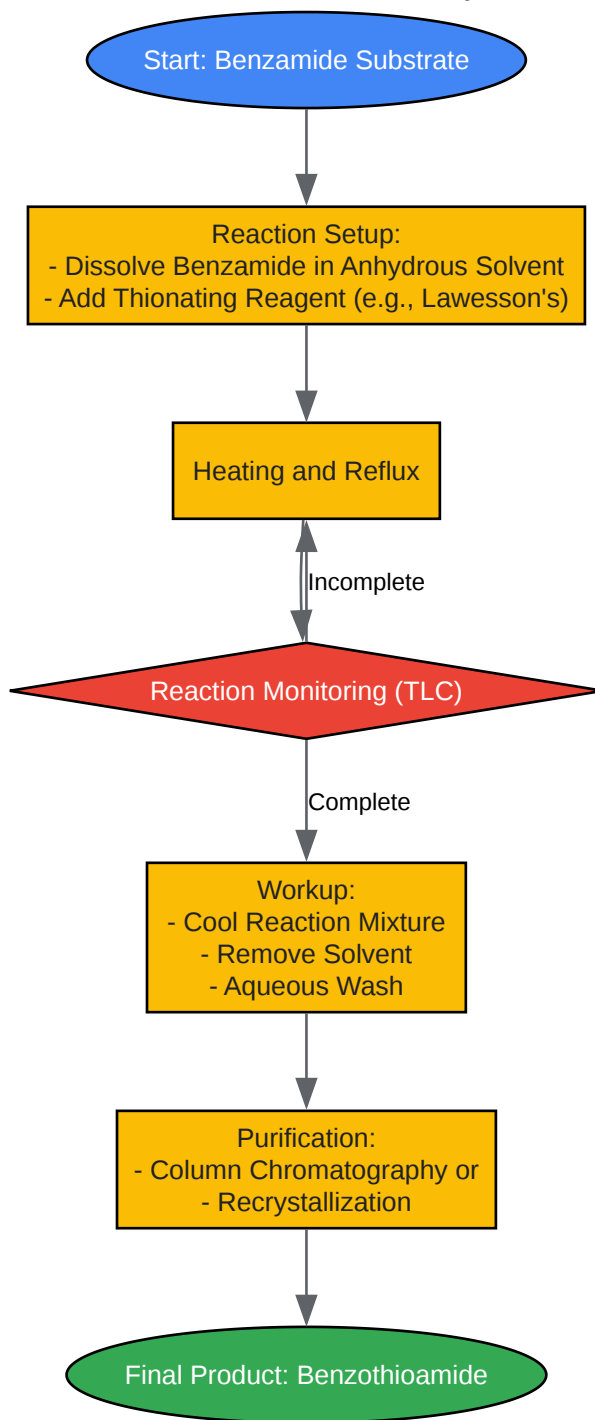 Start: Benzamide Substrate
Reaction Setup:
- Dissolve Benzamide in Anhydrous Solvent
- Add Thionating Reagent (e.g., Lawesson's)
Heating and Reflux
Incomplete
Reaction Monitoring (TLC)
Complete
Workup:
- Cool Reaction Mixture
- Remove Solvent
- Aqueous Wash
Purification:
- Column Chromatography or
- Recrystallization
Final Product: Benzothioamide